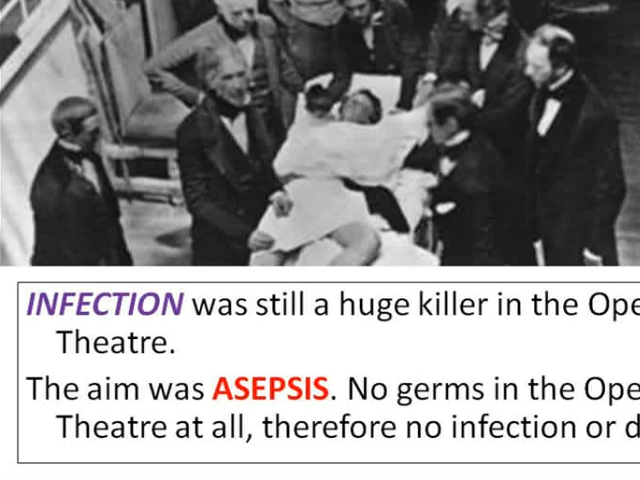 INFECTION was still a huge killer in the Ope
Theatre.
The aim was ASEPSIS. No germs in the Ope
Theatre at all, therefore no infection or d